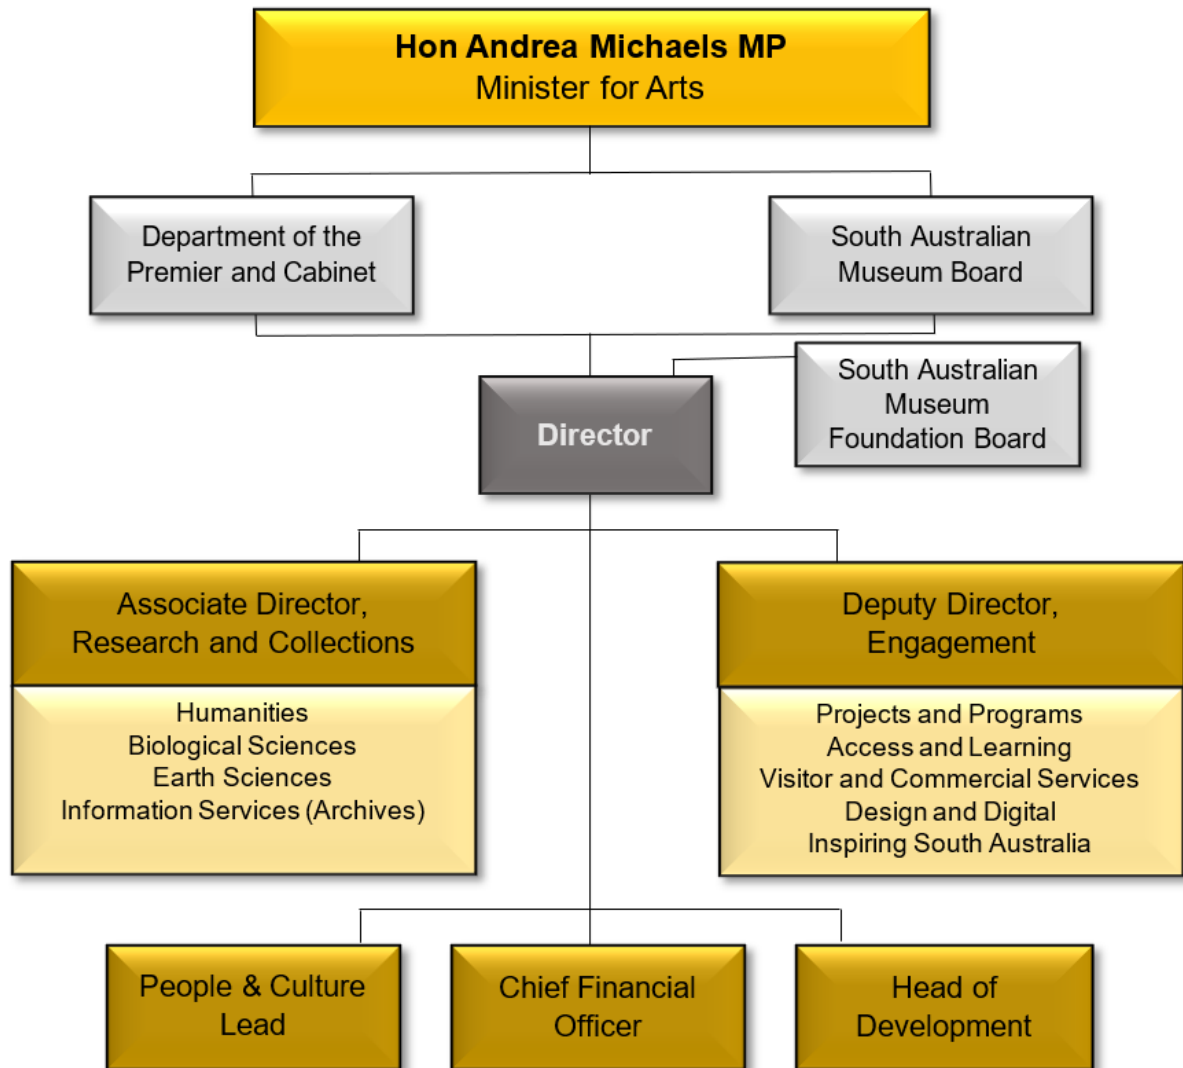 Hon Andrea Michaels MP
Minister for Arts
Department of the
Premier and Cabinet
South Australian
Museum Board
South Australian
Museum
Foundation Board
Director
Associate Director,
Research and Collections
Humanities
Biological Sciences
Earth Sciences
Information Services (Archives)
Deputy Director,
Engagement
Projects and Programs
Access and Learning
Visitor and Commercial Services
Design and Digital
Inspiring South Australia
People & Culture
Lead
Chief Financial
Officer
Head of
Development